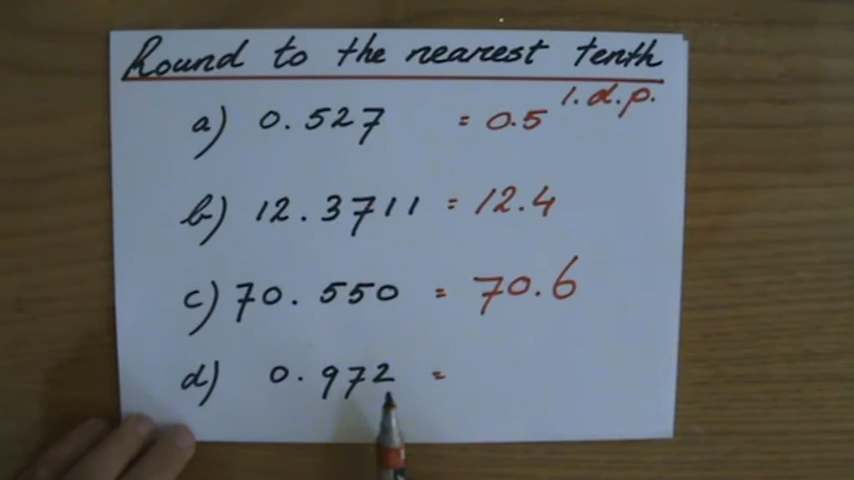 Round to the nearest tenth
1.d.p.
a) 0.527 = 0.5
b) 12.3711 = 12.4
c) 70.550 = 70.6
d) 0.972 =